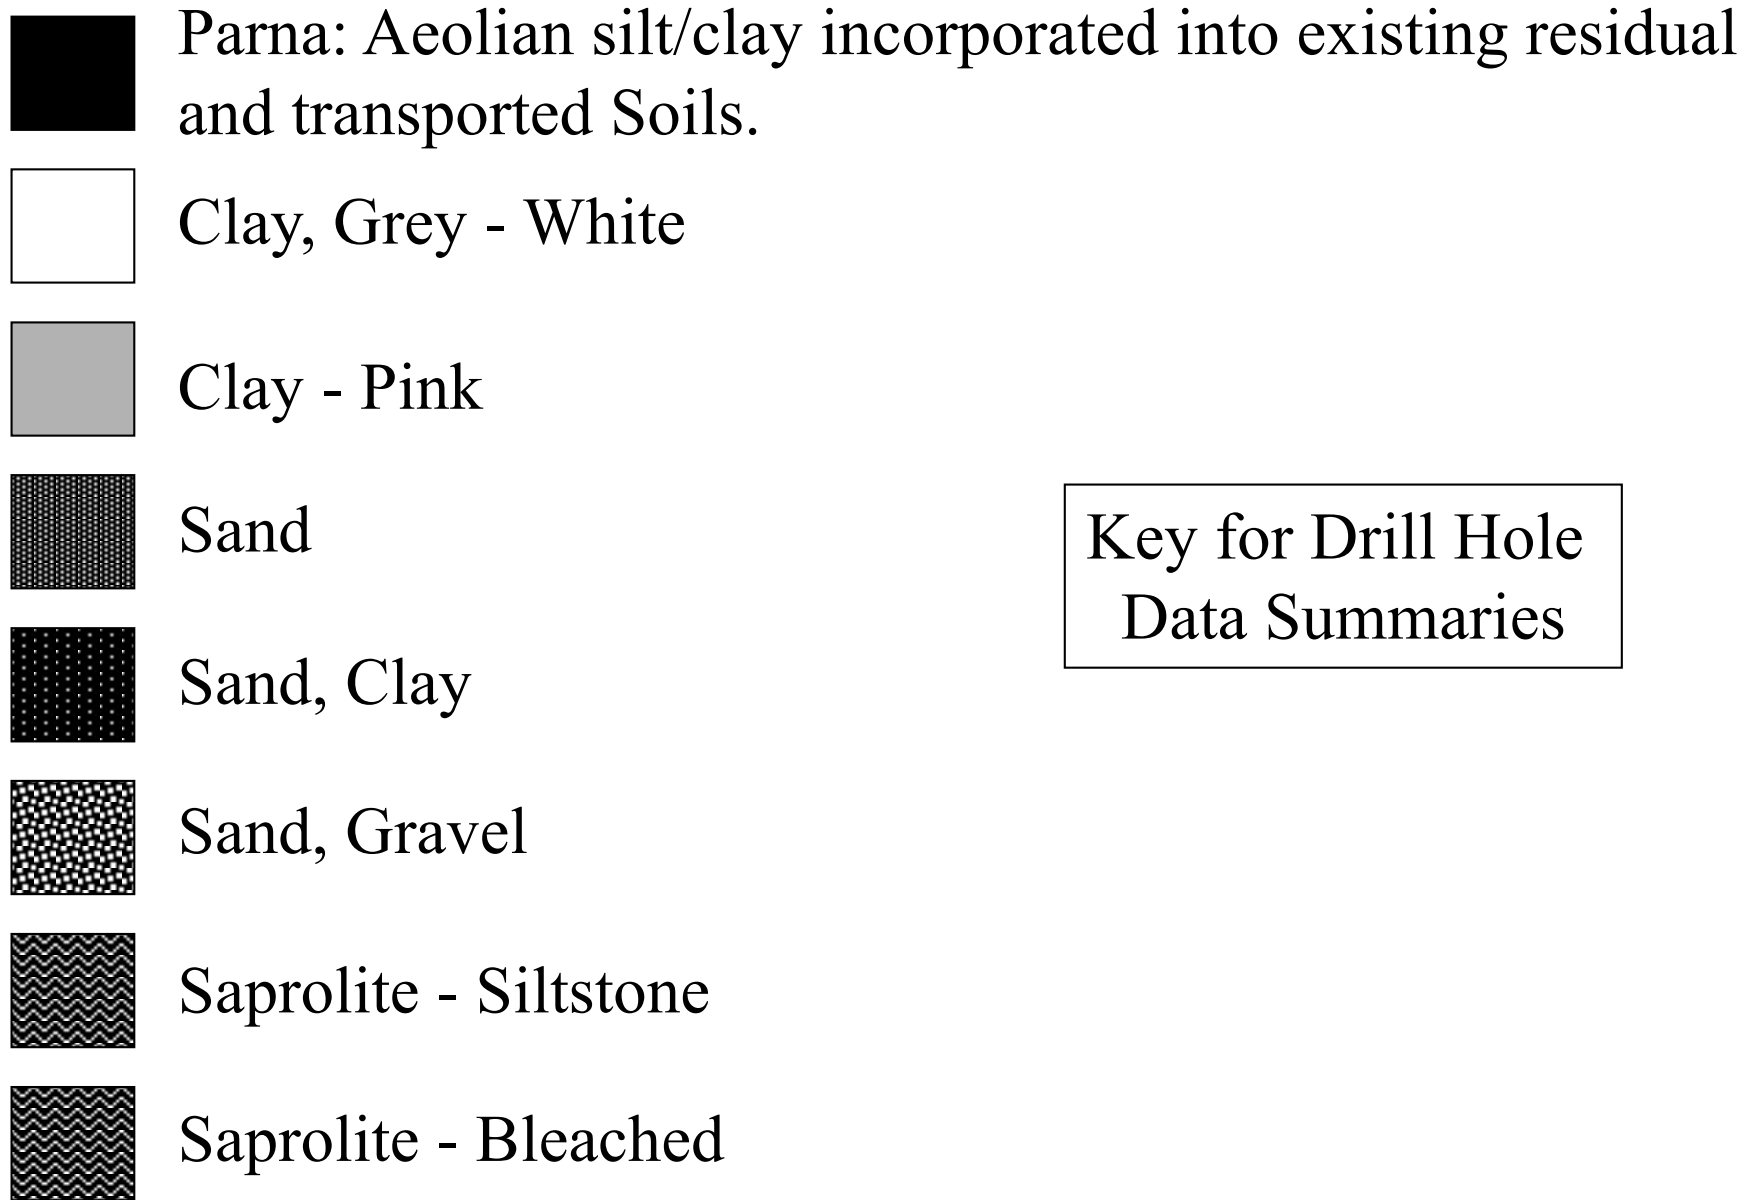 Parna: Aeolian silt/clay incorporated into existing residual
and transported Soils.
Clay, Grey - White
Clay - Pink
Sand
Sand, Clay
Sand, Gravel
Saprolite - Siltstone
Saprolite - Bleached
Key for Drill Hole
Data Summaries